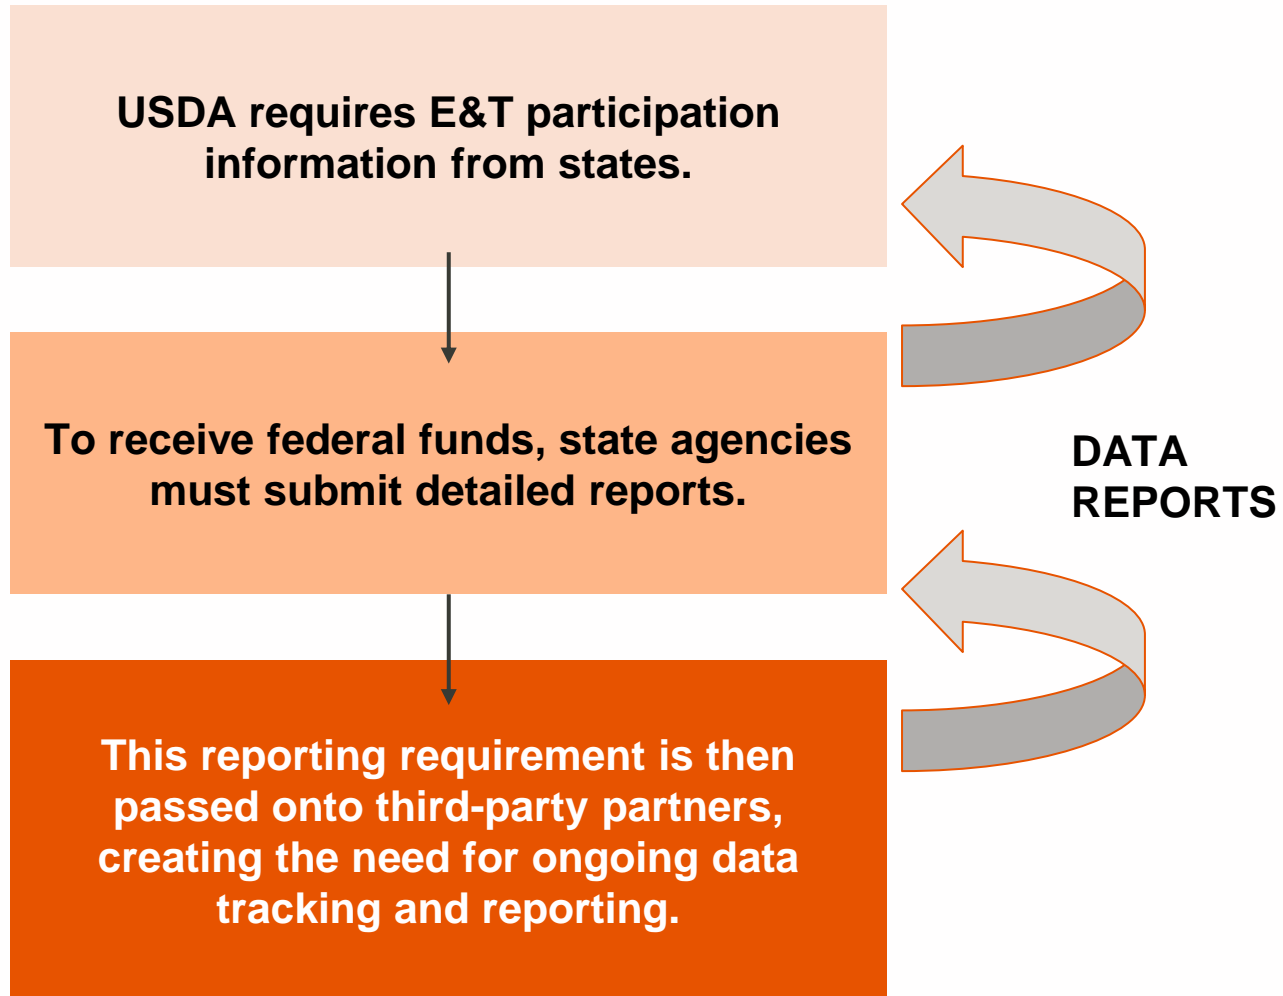 USDA requires E&T participation
information from states.
To receive federal funds, state agencies
must submit detailed reports.
DATA
REPORTS
This reporting requirement is then
passed onto third-party partners,
creating the need for ongoing data
tracking and reporting.